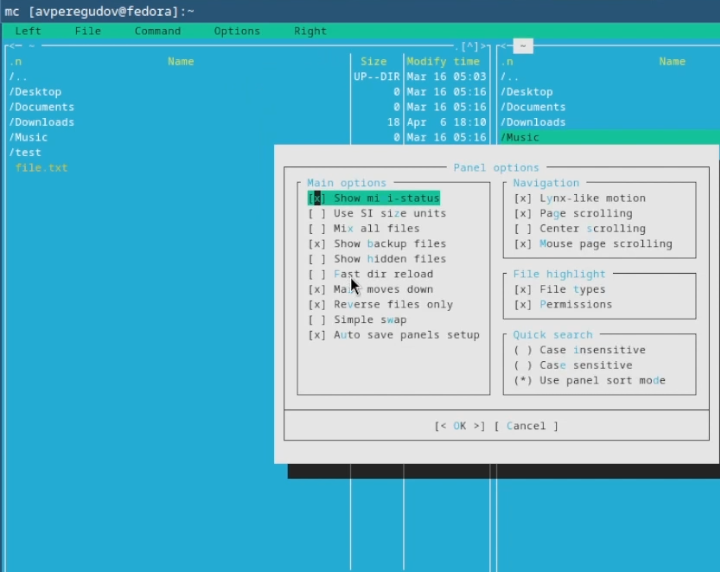 mc [avperegudov@fedora]:~
Left File Command Options Right
<─ ~ .[^]> <─ ~
.n Name Size Modify time .n Name
/.. UP--DIR Mar 16 05:03 /..
/Desktop 0 Mar 16 05:16 /Desktop
/Documents 0 Mar 16 05:16 /Documents
/Downloads 18 Apr 6 18:10 /Downloads
/Music 0 Mar 16 05:16 /Music
/test
file.txt
Panel options
Main options Navigation
[x] Show mi i-status [x] Lynx-like motion
[ ] Use SI size units [x] Page scrolling
[ ] Mix all files [ ] Center scrolling
[x] Show backup files [x] Mouse page scrolling
[ ] Show hidden files
[ ] Fast dir reload File highlight
[x] Ma moves down [x] File types
[x] Reverse files only [x] Permissions
[ ] Simple swap
[x] Auto save panels setup Quick search
( ) Case insensitive
( ) Case sensitive
(*) Use panel sort mode
[< OK >] [ Cancel ]